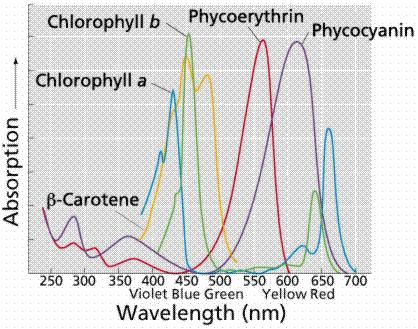 Chlorophyll b
Phycoerythrin
Phycocyanin
Chlorophyll a
β-Carotene
Absorption
250 300 350 400 450 500 550 600 650 700
Violet Blue Green Yellow Red
Wavelength (nm)